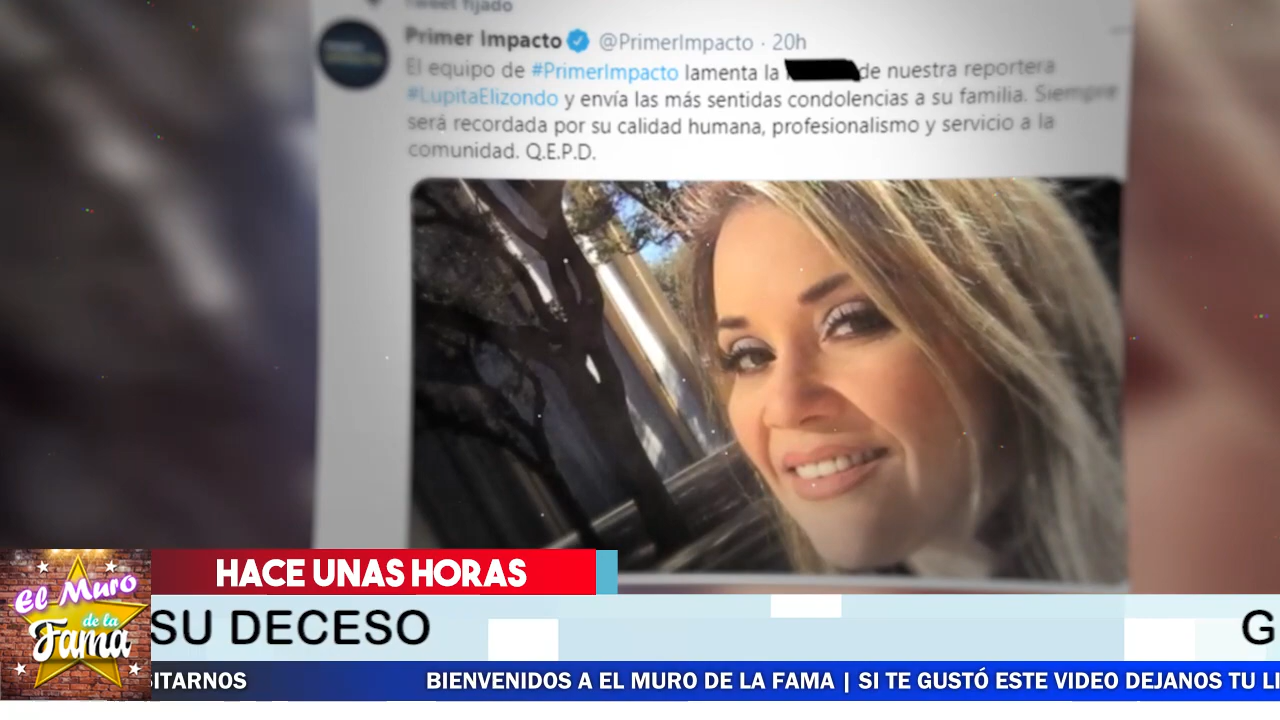 Tweet fijado
Primer Impacto @PrimerImpacto · 20h
El equipo de #PrimerImpacto lamenta la de nuestra reportera
#LupitaElizondo y envía las más sentidas condolencias a su familia. Siempre
será recordada por su calidad humana, profesionalismo y servicio a la
comunidad. Q.E.P.D.
HACE UNAS HORAS
El Muro
de la
Fama
SU DECESO
G
SITARNOS
BIENVENIDOS A EL MURO DE LA FAMA | SI TE GUSTÓ ESTE VIDEO DEJANOS TU LI